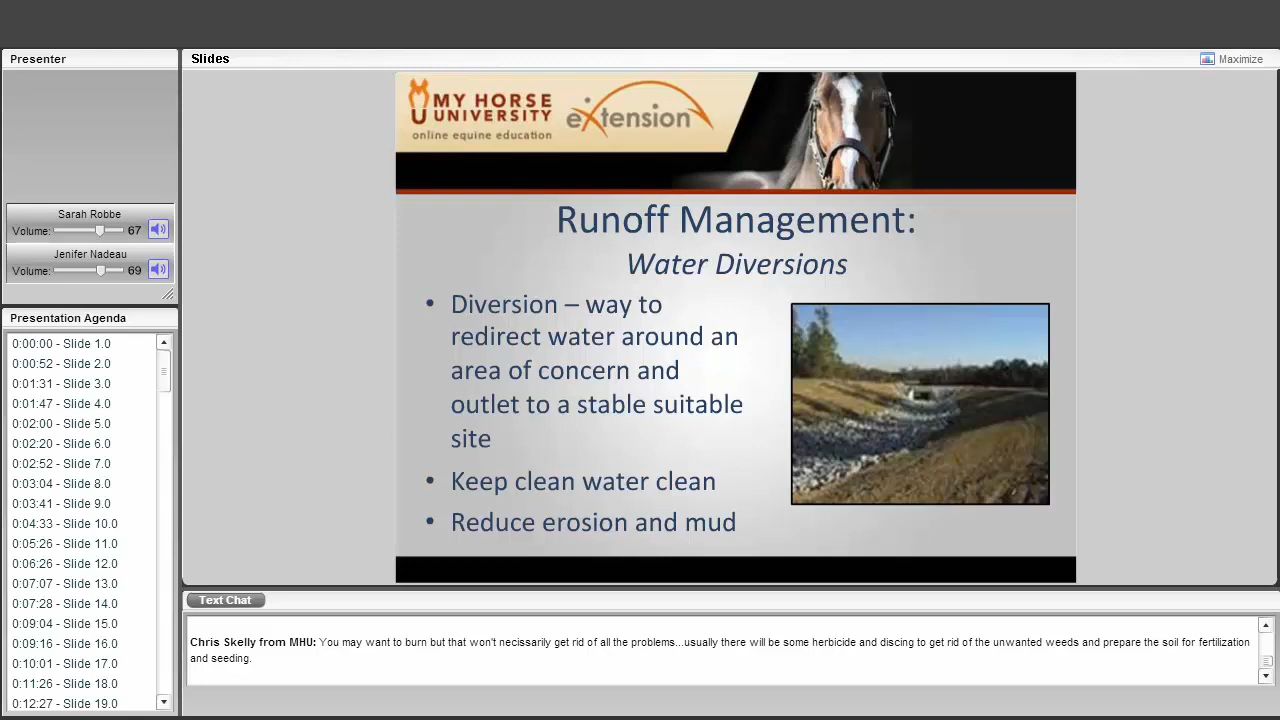 Presenter
Sarah Robbe
Volume: 67
Jenifer Nadeau
Volume: 69
Presentation Agenda
0:00:00 - Slide 1.0
0:00:52 - Slide 2.0
0:01:31 - Slide 3.0
0:01:47 - Slide 4.0
0:02:00 - Slide 5.0
0:02:20 - Slide 6.0
0:02:52 - Slide 7.0
0:03:04 - Slide 8.0
0:03:41 - Slide 9.0
0:04:33 - Slide 10.0
0:05:26 - Slide 11.0
0:06:26 - Slide 12.0
0:07:07 - Slide 13.0
0:07:28 - Slide 14.0
0:09:04 - Slide 15.0
0:09:16 - Slide 16.0
0:10:01 - Slide 17.0
0:11:26 - Slide 18.0
0:12:27 - Slide 19.0
Slides
Maximize
MY HORSE
UNIVERSITY
online equine education
eXtension
Runoff Management:
Water Diversions
• Diversion – way to
redirect water around an
area of concern and
outlet to a stable suitable
site
• Keep clean water clean
• Reduce erosion and mud
Text Chat
Chris Skelly from MHU: You may want to burn but that won't necissarily get rid of all the problems...usually there will be some herbicide and discing to get rid of the unwanted weeds and prepare the soil for fertilization
and seeding.